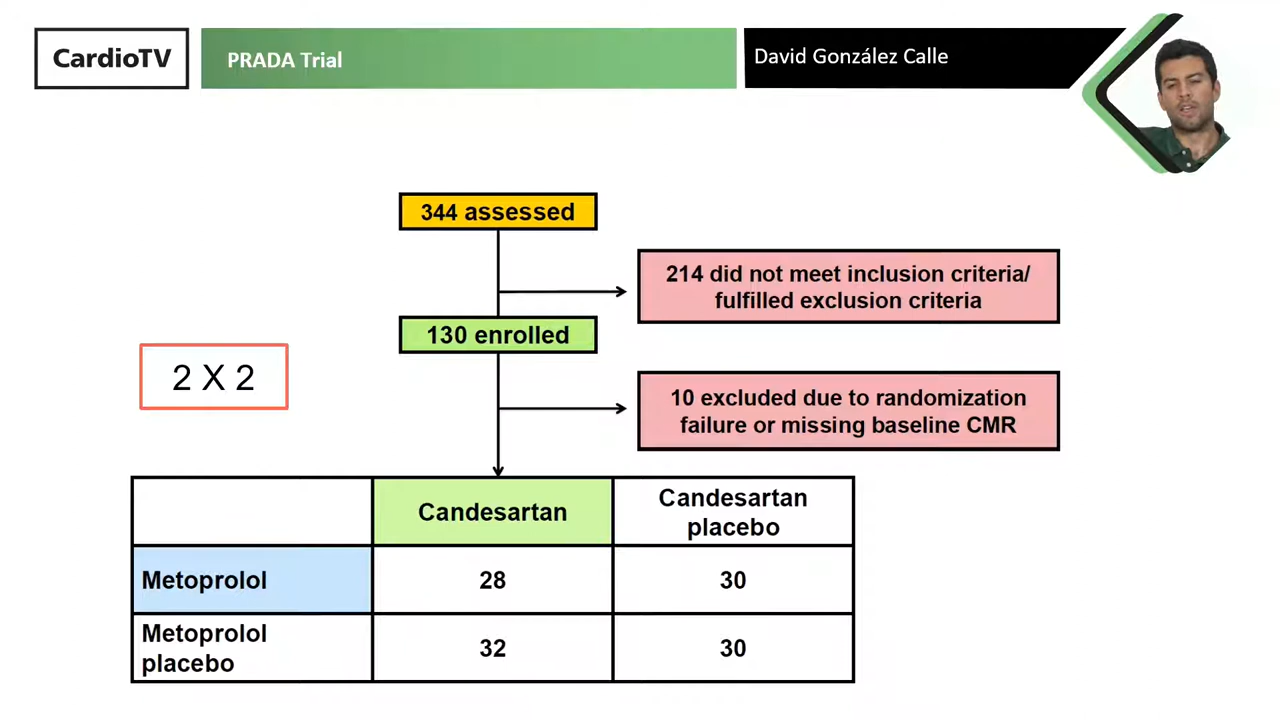 CardioTV
PRADA Trial
David González Calle
344 assessed
214 did not meet inclusion criteria/
fulfilled exclusion criteria
130 enrolled
2 X 2
10 excluded due to randomization
failure or missing baseline CMR
Candesartan
Candesartan
placebo
Metoprolol
28
30
Metoprolol
placebo
32
30